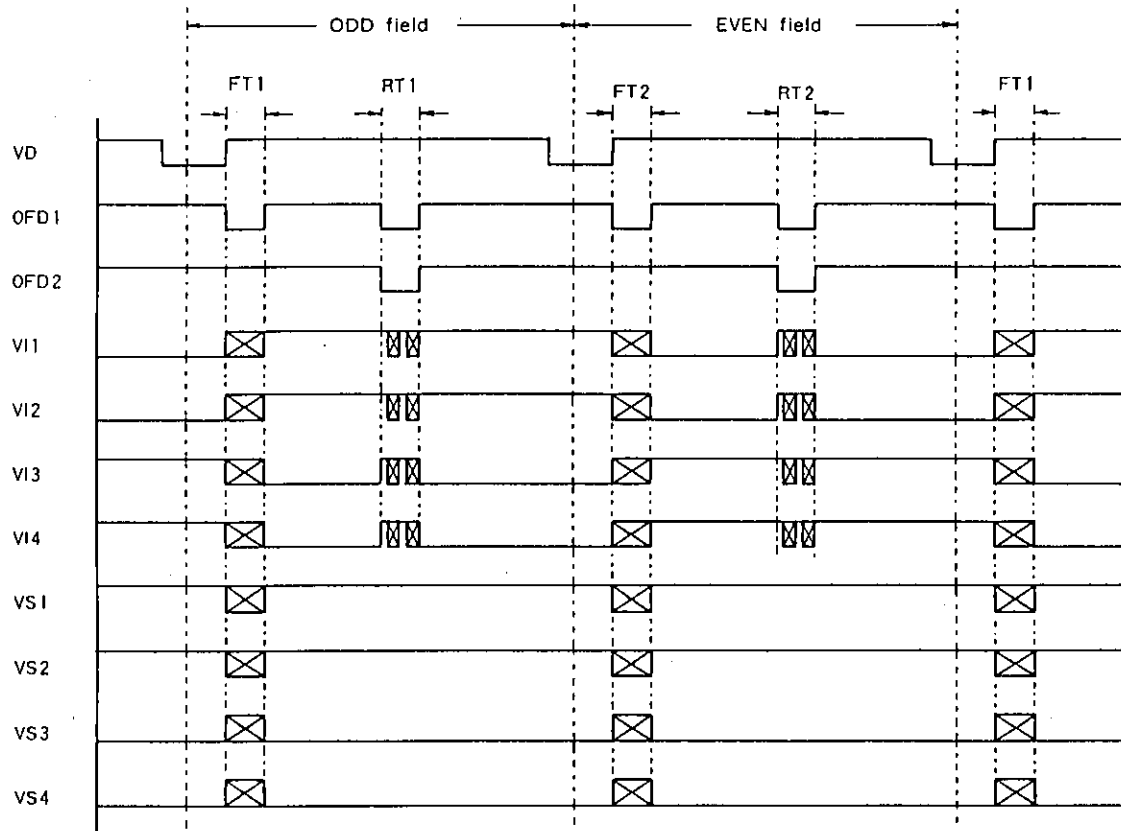 ODD field EVEN field
FT1 RT1 FT2 RT2 FT1
VD
OFD1
OFD2
VI1
VI2
VI3
VI4
VS1
VS2
VS3
VS4